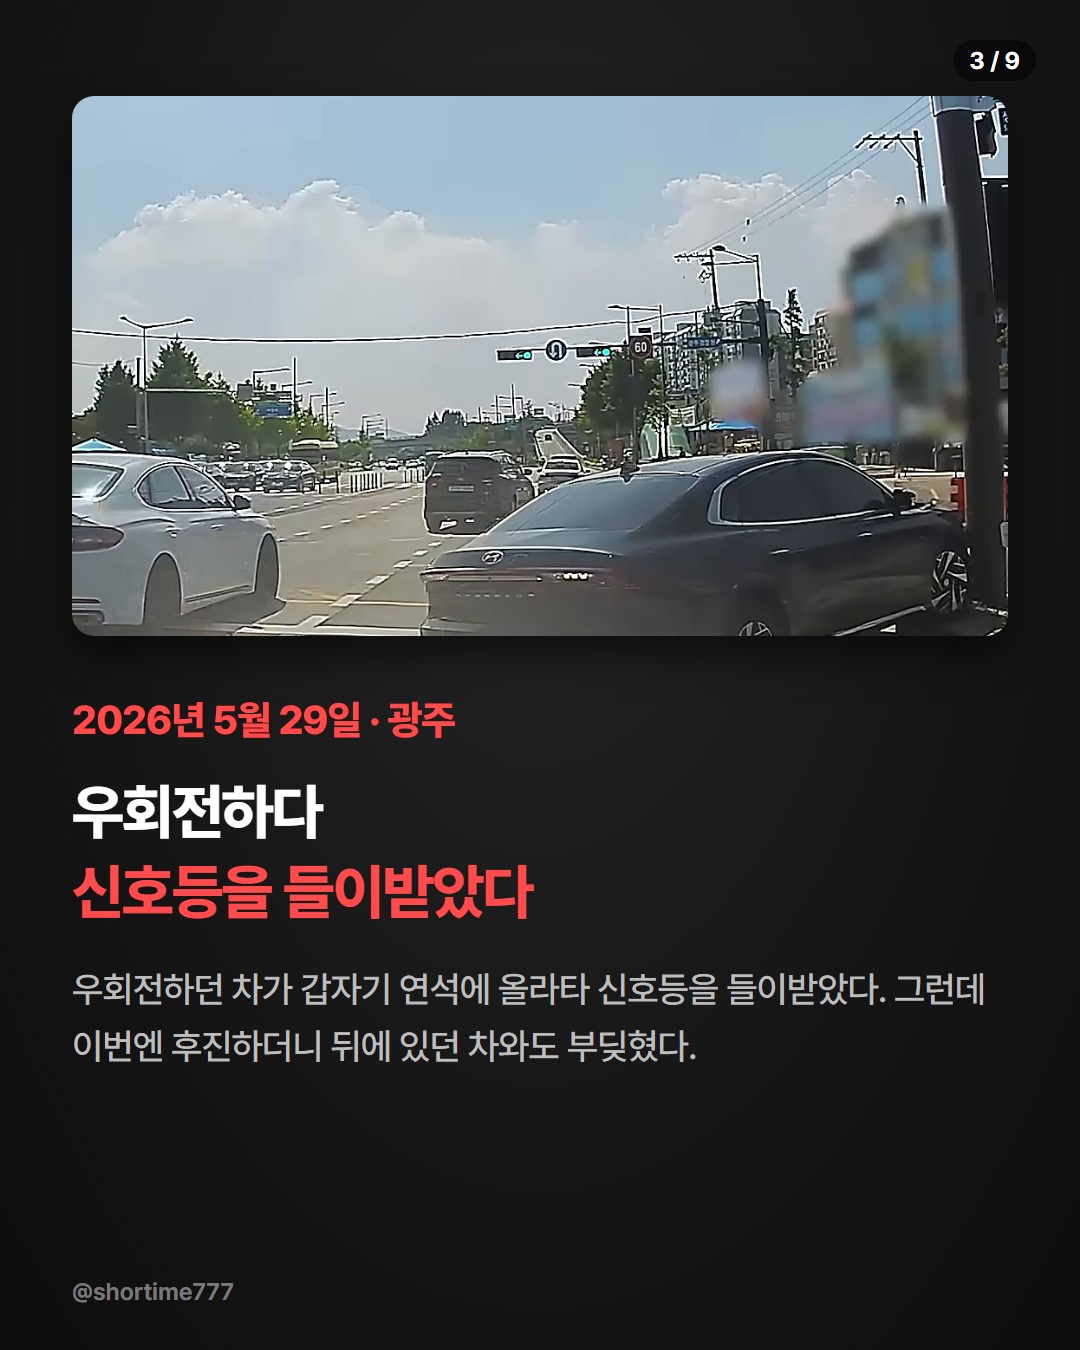 3 / 9
60
2026년 5월 29일 · 광주
우회전하다
신호등을 들이받았다
우회전하던 차가 갑자기 연석에 올라타 신호등을 들이받았다. 그런데
이번엔 후진하더니 뒤에 있던 차와도 부딪혔다.
@shortime777